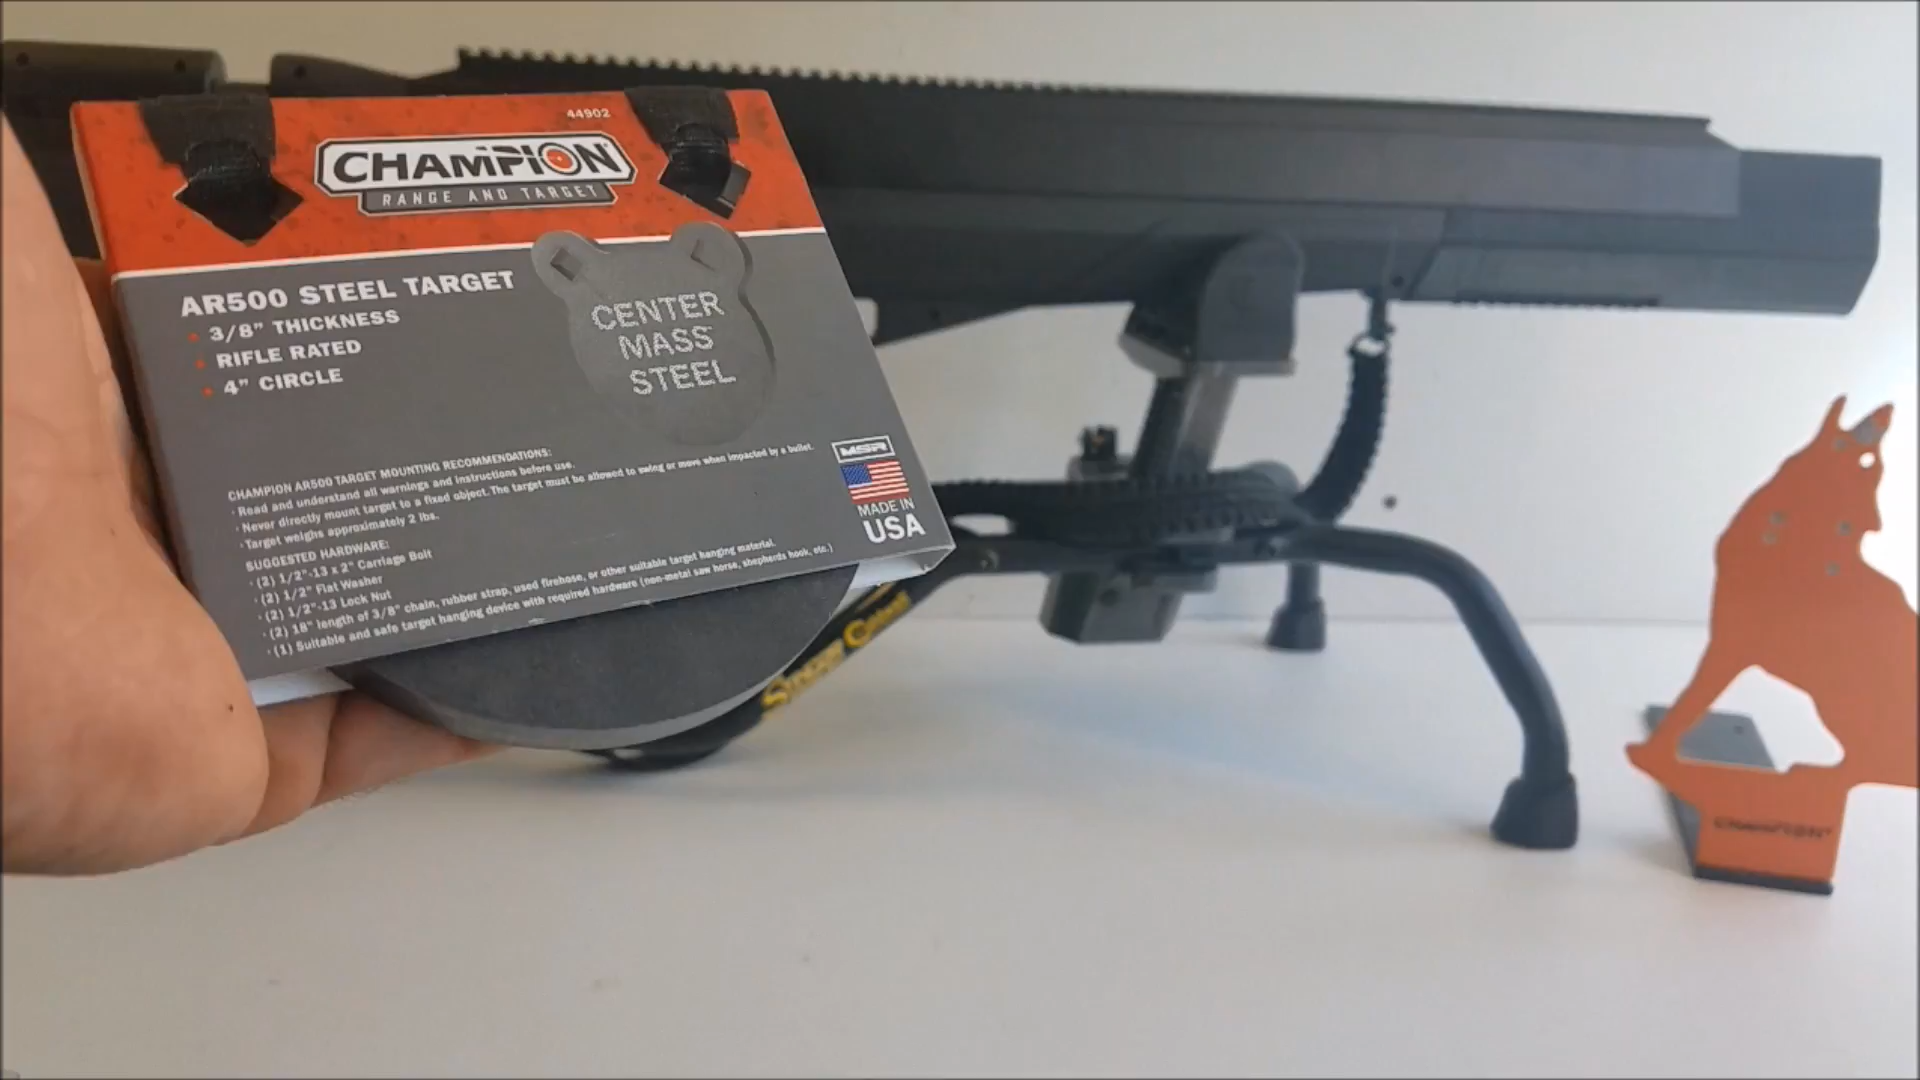 44902
CHAMPION
RANGE AND TARGET
AR500 STEEL TARGET
• 3/8" THICKNESS
• RIFLE RATED
• 4" CIRCLE
CENTER
MASS
STEEL
CHAMPION AR500 TARGET MOUNTING RECOMMENDATIONS:
· Read and understand all warnings and instructions before use.
· Never directly mount target to a fixed object. The target must be allowed to swing or move when impacted by a bullet.
· Target weighs approximately 2 lbs.
SUGGESTED HARDWARE:
· (2) 1/2"-13 x 2" Carriage Bolt
· (2) 1/2" Flat Washer
· (2) 1/2"-13 Lock Nut
· (2) 18" length of 3/8" chain, rubber strap, used firehose, or other suitable target hanging material.
· (1) Suitable and safe target hanging device with required hardware (non-metal saw horse, shepherds hook, etc.)
MSR
MADE IN
USA
CHAMPION